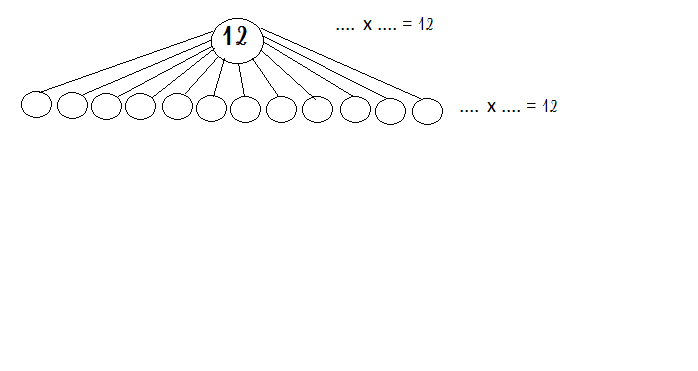 .... x .... = 12
12
.... x .... = 12